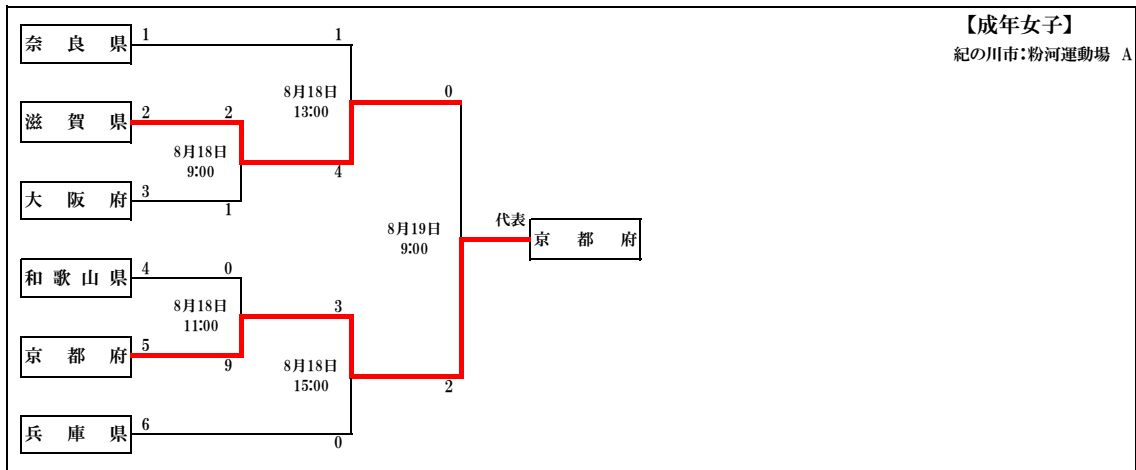 【成年女子】
紀の川市：粉河運動場 A
奈良県 1 1
8月18日
13:00
0
滋賀県 2 2
8月18日
9:00
4
大阪府 3
1
8月19日
9:00
代表 京都府
和歌山県 4 0
8月18日
11:00
3
京都府 5
9
8月18日
15:00
2
兵庫県 6
0